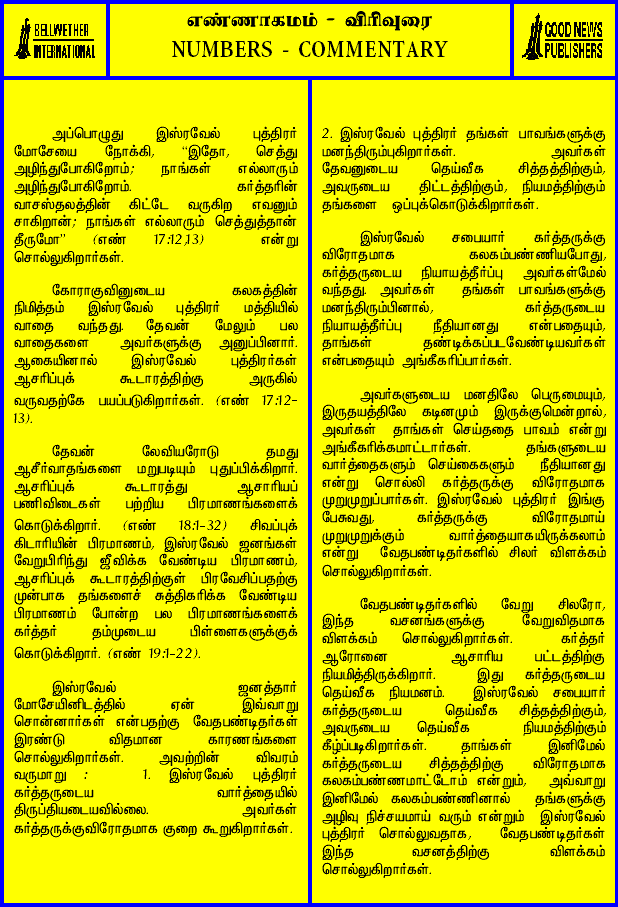 BELLWETHER
INTERNATIONAL
எண்ணாகமம் - விரிவுரை
NUMBERS - COMMENTARY
GOOD NEWS
PUBLISHERS
அப்பொழுது இஸ்ரவேல் புத்திரர்
மோசேயை நோக்கி, “இதோ, செத்து
அழிந்துபோகிறோம்; நாங்கள் எல்லாரும்
அழிந்துபோகிறோம். கர்த்தரின்
வாசஸ்தலத்தின் கிட்டே வருகிற எவனும்
சாகிறான்; நாங்கள் எல்லாரும் செத்துத்தான்
தீருமோ” (எண் 17:12,13) என்று
சொல்லுகிறார்கள்.
கோராகுவினுடைய கலகத்தின்
நிமித்தம் இஸ்ரவேல் புத்திரர் மத்தியில்
வாதை வந்தது. தேவன் மேலும் பல
வாதைகளை அவர்களுக்கு அனுப்பினார்.
ஆகையினால் இஸ்ரவேல் புத்திரர்கள்
ஆசரிப்புக் கூடாரத்திற்கு அருகில்
வருவதற்கே பயப்படுகிறார்கள். (எண் 17:12-
13).
தேவன் லேவியரோடு தமது
ஆசீர்வாதங்களை மறுபடியும் புதுப்பிக்கிறார்.
ஆசரிப்புக் கூடாரத்து ஆசாரியப்
பணிவிடைகள் பற்றிய பிரமாணங்களைக்
கொடுக்கிறார். (எண் 18:1-32) சிவப்புக்
கிடாரியின் பிரமாணம், இஸ்ரவேல் ஜனங்கள்
வேறுபிரிந்து ஜீவிக்க வேண்டிய பிரமாணம்,
ஆசரிப்புக் கூடாரத்திற்குள் பிரவேசிப்பதற்கு
முன்பாக தங்களைச் சுத்திகரிக்க வேண்டிய
பிரமாணம் போன்ற பல பிரமாணங்களைக்
கர்த்தர் தம்முடைய பிள்ளைகளுக்குக்
கொடுக்கிறார். (எண் 19:1-22).
இஸ்ரவேல் ஜனத்தார்
மோசேயினிடத்தில் ஏன் இவ்வாறு
சொன்னார்கள் என்பதற்கு வேதபண்டிதர்கள்
இரண்டு விதமான காரணங்களை
சொல்லுகிறார்கள். அவற்றின் விவரம்
வருமாறு : 1. இஸ்ரவேல் புத்திரர்
கர்த்தருடைய வார்த்தையில்
திருப்தியடையவில்லை. அவர்கள்
கர்த்தருக்குவிரோதமாக குறை கூறுகிறார்கள்.
2. இஸ்ரவேல் புத்திரர் தங்கள் பாவங்களுக்கு
மனந்திரும்புகிறார்கள். அவர்கள்
தேவனுடைய தெய்வீக சித்தத்திற்கும்,
அவருடைய திட்டத்திற்கும், நியமத்திற்கும்
தங்களை ஒப்புக்கொடுக்கிறார்கள்.
இஸ்ரவேல் சபையார் கர்த்தருக்கு
விரோதமாக கலகம்பண்ணியபோது,
கர்த்தருடைய நியாயத்தீர்ப்பு அவர்கள்மேல்
வந்தது. அவர்கள் தங்கள் பாவங்களுக்கு
மனந்திரும்பினால், கர்த்தருடைய
நியாயத்தீர்ப்பு நீதியானது என்பதையும்,
தாங்கள் தண்டிக்கப்படவேண்டியவர்கள்
என்பதையும் அங்கீகரிப்பார்கள்.
அவர்களுடைய மனதிலே பெருமையும்,
இருதயத்திலே கடினமும் இருக்குமென்றால்,
அவர்கள் தாங்கள் செய்ததை பாவம் என்று
அங்கீகரிக்கமாட்டார்கள். தங்களுடைய
வார்த்தைகளும் செய்கைகளும் நீதியானது
என்று சொல்லி கர்த்தருக்கு விரோதமாக
முறுமுறுப்பார்கள். இஸ்ரவேல் புத்திரர் இங்கு
பேசுவது, கர்த்தருக்கு விரோதமாய்
முறுமுறுக்கும் வார்த்தையாகயிருக்கலாம்
என்று வேதபண்டிதர்களில் சிலர் விளக்கம்
சொல்லுகிறார்கள்.
வேதபண்டிதர்களில் வேறு சிலரோ,
இந்த வசனங்களுக்கு வேறுவிதமாக
விளக்கம் சொல்லுகிறார்கள். கர்த்தர்
ஆரோனை ஆசாரிய பட்டத்திற்கு
நியமித்திருக்கிறார். இது கர்த்தருடைய
தெய்வீக நியமனம். இஸ்ரவேல் சபையார்
கர்த்தருடைய தெய்வீக சித்தத்திற்கும்,
அவருடைய தெய்வீக நியமத்திற்கும்
கீழ்ப்படிகிறார்கள். தாங்கள் இனிமேல்
கர்த்தருடைய சித்தத்திற்கு விரோதமாக
கலகம்பண்ணமாட்டோம் என்றும், அவ்வாறு
இனிமேல் கலகம்பண்ணினால் தங்களுக்கு
அழிவு நிச்சயமாய் வரும் என்றும் இஸ்ரவேல்
புத்திரர் சொல்லுவதாக, வேதபண்டிதர்கள்
இந்த வசனத்திற்கு விளக்கம்
சொல்லுகிறார்கள்.